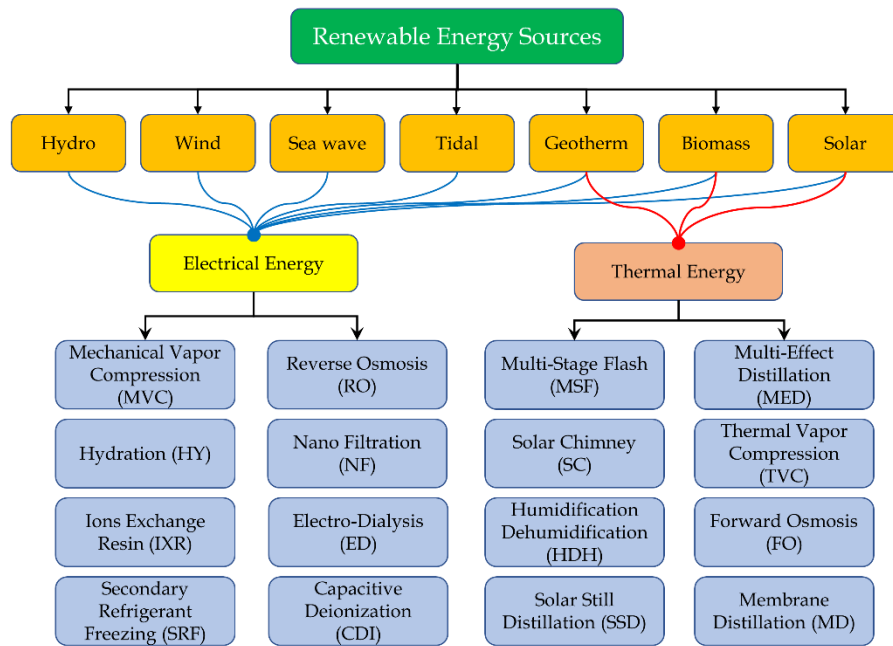 Renewable Energy Sources
Hydro
Wind
Sea wave
Tidal
Geotherm
Biomass
Solar
Electrical Energy
Thermal Energy
Mechanical Vapor
Compression
(MVC)
Reverse Osmosis
(RO)
Multi-Stage Flash
(MSF)
Multi-Effect
Distillation
(MED)
Hydration (HY)
Nano Filtration
(NF)
Solar Chimney
(SC)
Thermal Vapor
Compression
(TVC)
Ions Exchange
Resin (IXR)
Electro-Dialysis
(ED)
Humidification
Dehumidification
(HDH)
Forward Osmosis
(FO)
Secondary
Refrigerant
Freezing (SRF)
Capacitive
Deionization
(CDI)
Solar Still
Distillation (SSD)
Membrane
Distillation (MD)